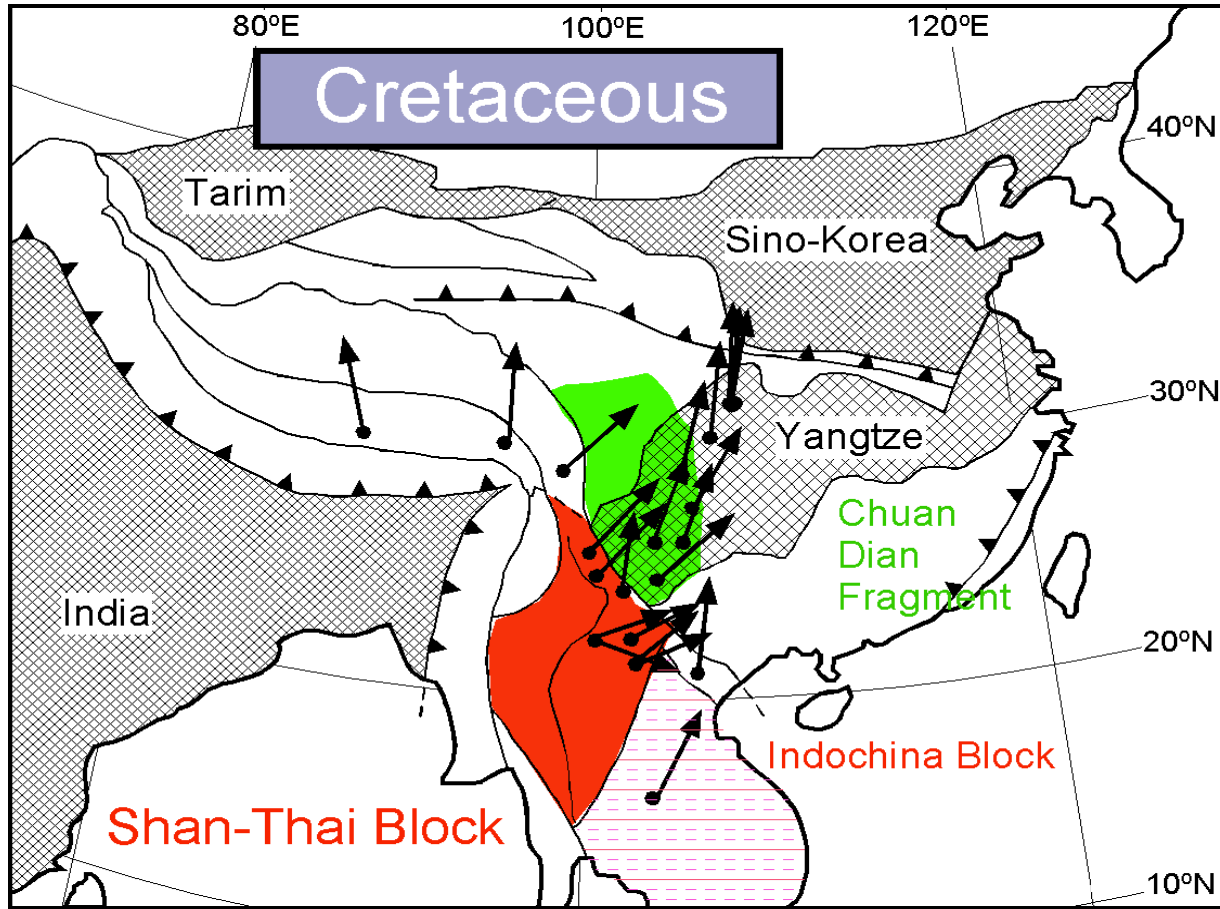 80ºE
100ºE
120ºE
Cretaceous
40ºN
Tarim
Sino-Korea
30ºN
Yangtze
Chuan
Dian
Fragment
India
20ºN
Indochina Block
Shan-Thai Block
10ºN